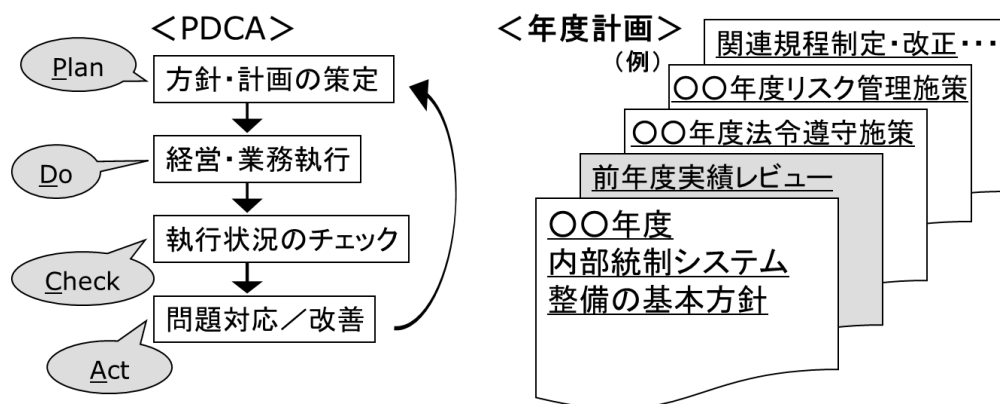 ＜PDCA＞
Plan
方針・計画の策定
Do
経営・業務執行
Check
執行状況のチェック
Act
問題対応／改善
＜年度計画＞
（例）
関連規程制定・改正・・・
〇〇年度リスク管理施策
〇〇年度法令遵守施策
前年度実績レビュー
〇〇年度
内部統制システム
整備の基本方針